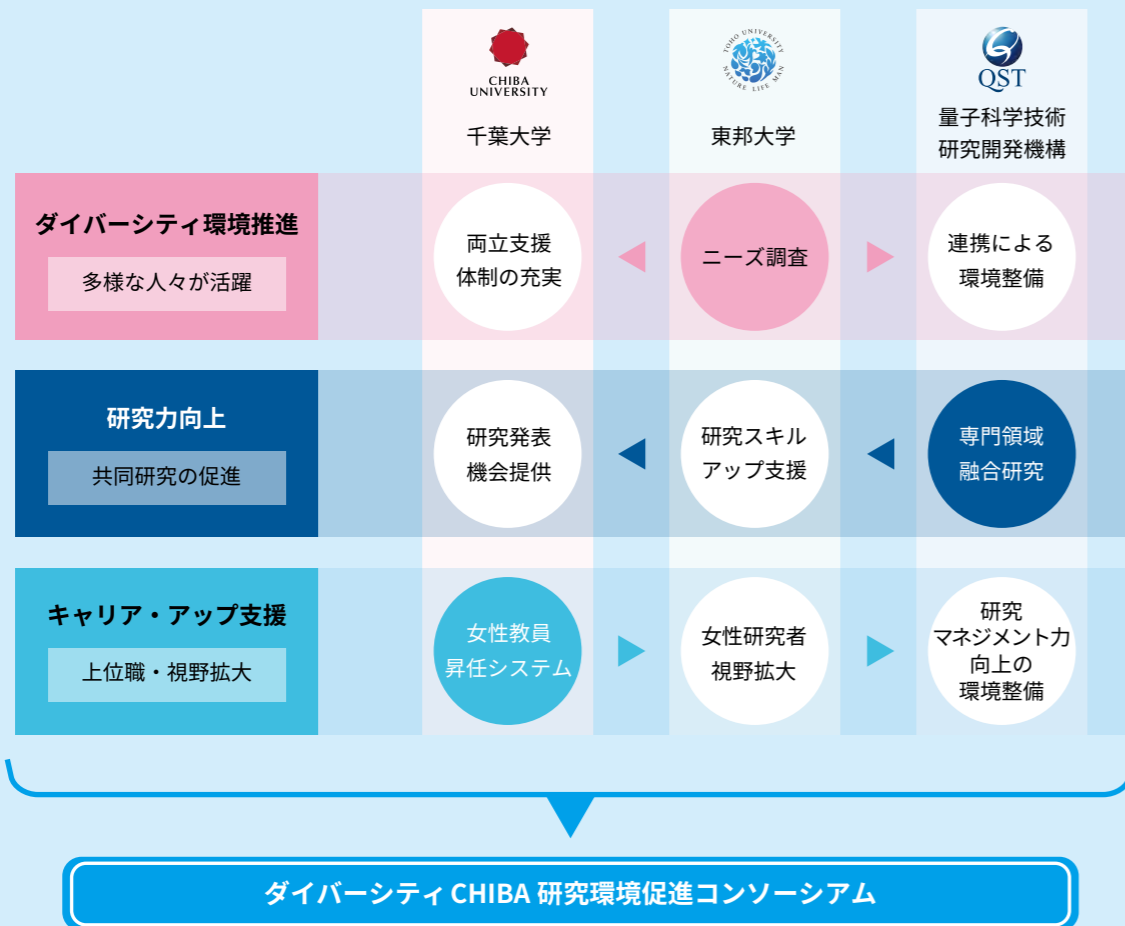 CHIBA
UNIVERSITY
千葉大学
TOHO UNIVERSITY
NATURE LIFE MAN
東邦大学
QST
量子科学技術
研究開発機構
ダイバーシティ環境推進
多様な人々が活躍
両立支援
体制の充実
ニーズ調査
連携による
環境整備
研究力向上
共同研究の促進
研究発表
機会提供
研究スキル
アップ支援
専門領域
融合研究
キャリア・アップ支援
上位職・視野拡大
女性教員
昇任システム
女性研究者
視野拡大
研究
マネジメント力
向上の
環境整備
ダイバーシティ CHIBA 研究環境促進コンソーシアム